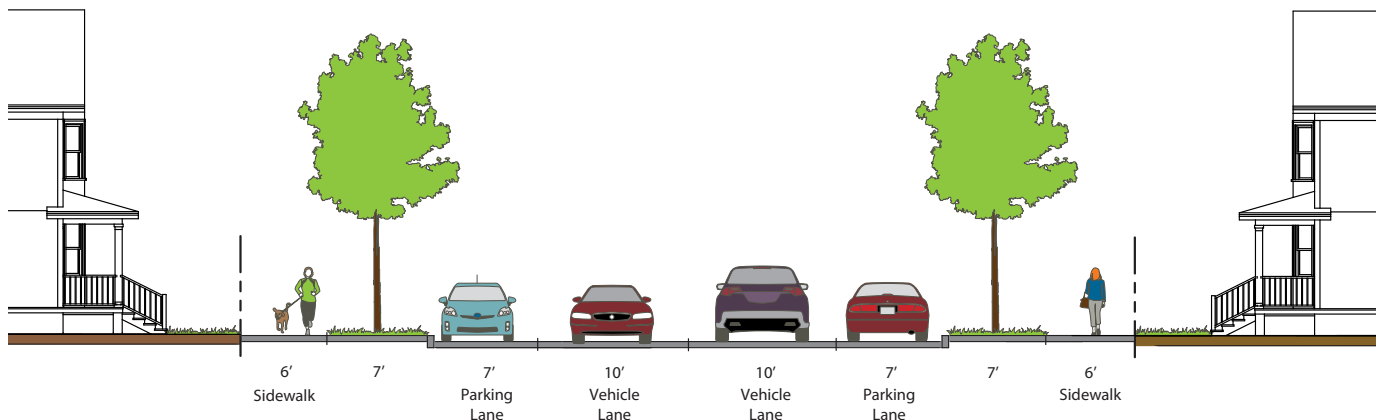 6’ 7’ 7’ 10’ 10’ 7’ 7’ 6’
Sidewalk Parking Vehicle Vehicle Parking Sidewalk
Lane Lane Lane Lane